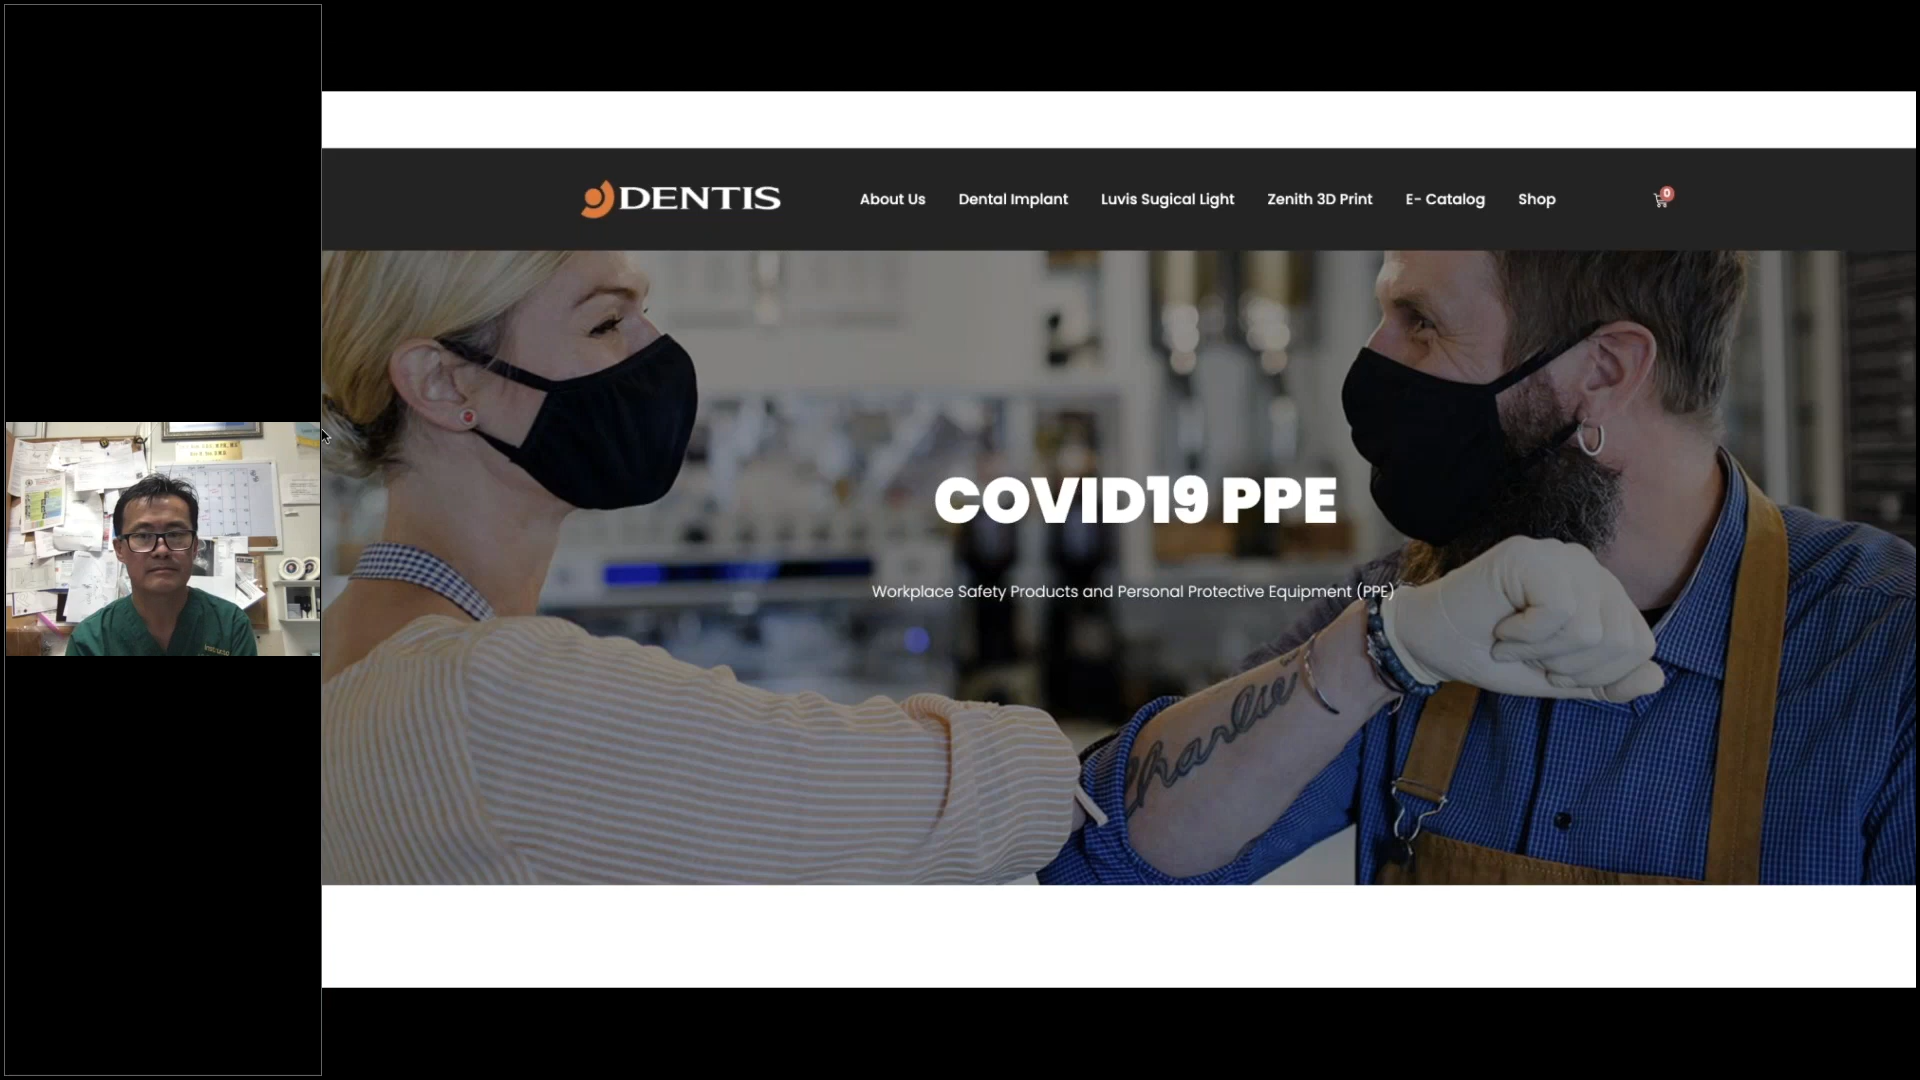 DENTIS
About Us
Dental Implant
Luvis Sugical Light
Zenith 3D Print
E- Catalog
Shop
0
COVID19 PPE
Workplace Safety Products and Personal Protective Equipment (PPE)
Charlie